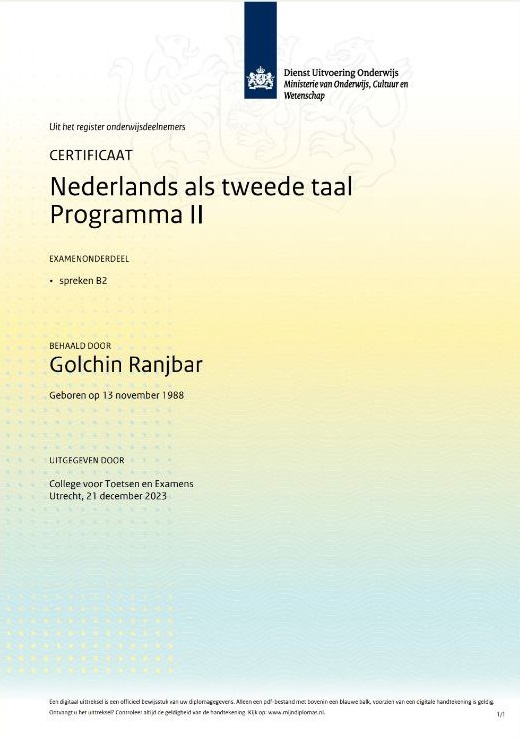 Dienst Uitvoering Onderwijs
Ministerie van Onderwijs, Cultuur en
Wetenschap
Uit het register onderwijsdeelnemers
CERTIFICAAT
Nederlands als tweede taal
Programma II
EXAMENONDERDEEL
• spreken B2
BEHAALD DOOR
Golchin Ranjbar
Geboren op 13 november 1988
UITGEGEVEN DOOR
College voor Toetsen en Examens
Utrecht, 21 december 2023
Een digitaal uittreksel is een officieel bewijsstuk van uw diplomagegevens. Alleen een pdf-bestand met bovenin een blauwe balk, voorzien van een digitale handtekening is geldig.
Ontvangt u het uittreksel? Controleer altijd de geldigheid van de handtekening. Kijk op: www.mijndiplomas.nl.
1/1